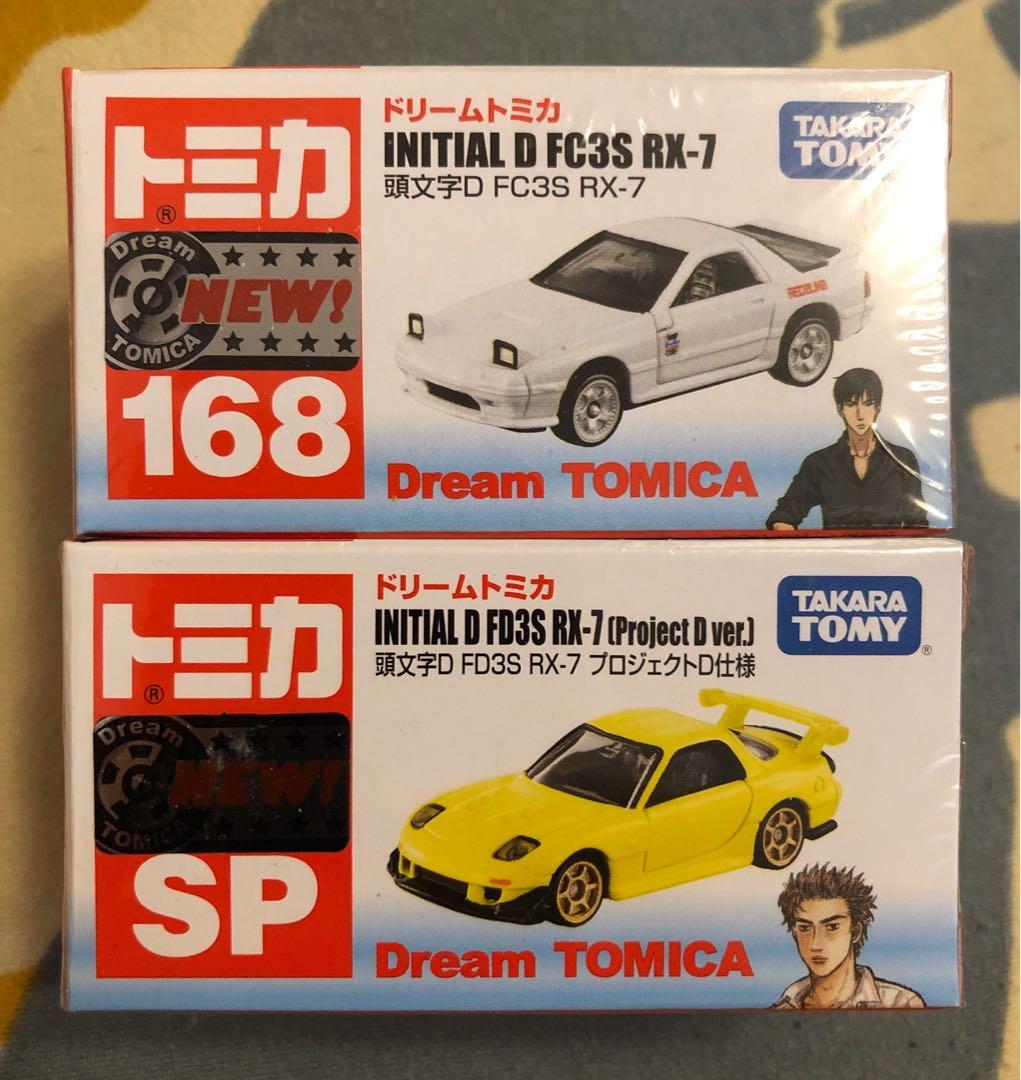 トミカ
®
Dream
NEW!
TOMICA
168
ドリームトミカ
INITIAL D FC3S RX-7
頭文字D FC3S RX-7
TAKARA
TOMY
REDSUNS
Dream TOMICA
トミカ
®
Dream
NEW!
TOMICA
SP
ドリームトミカ
INITIAL D FD3S RX-7 (Project D ver.)
頭文字D FD3S RX-7 プロジェクトD仕様
TAKARA
TOMY
®
Dream TOMICA